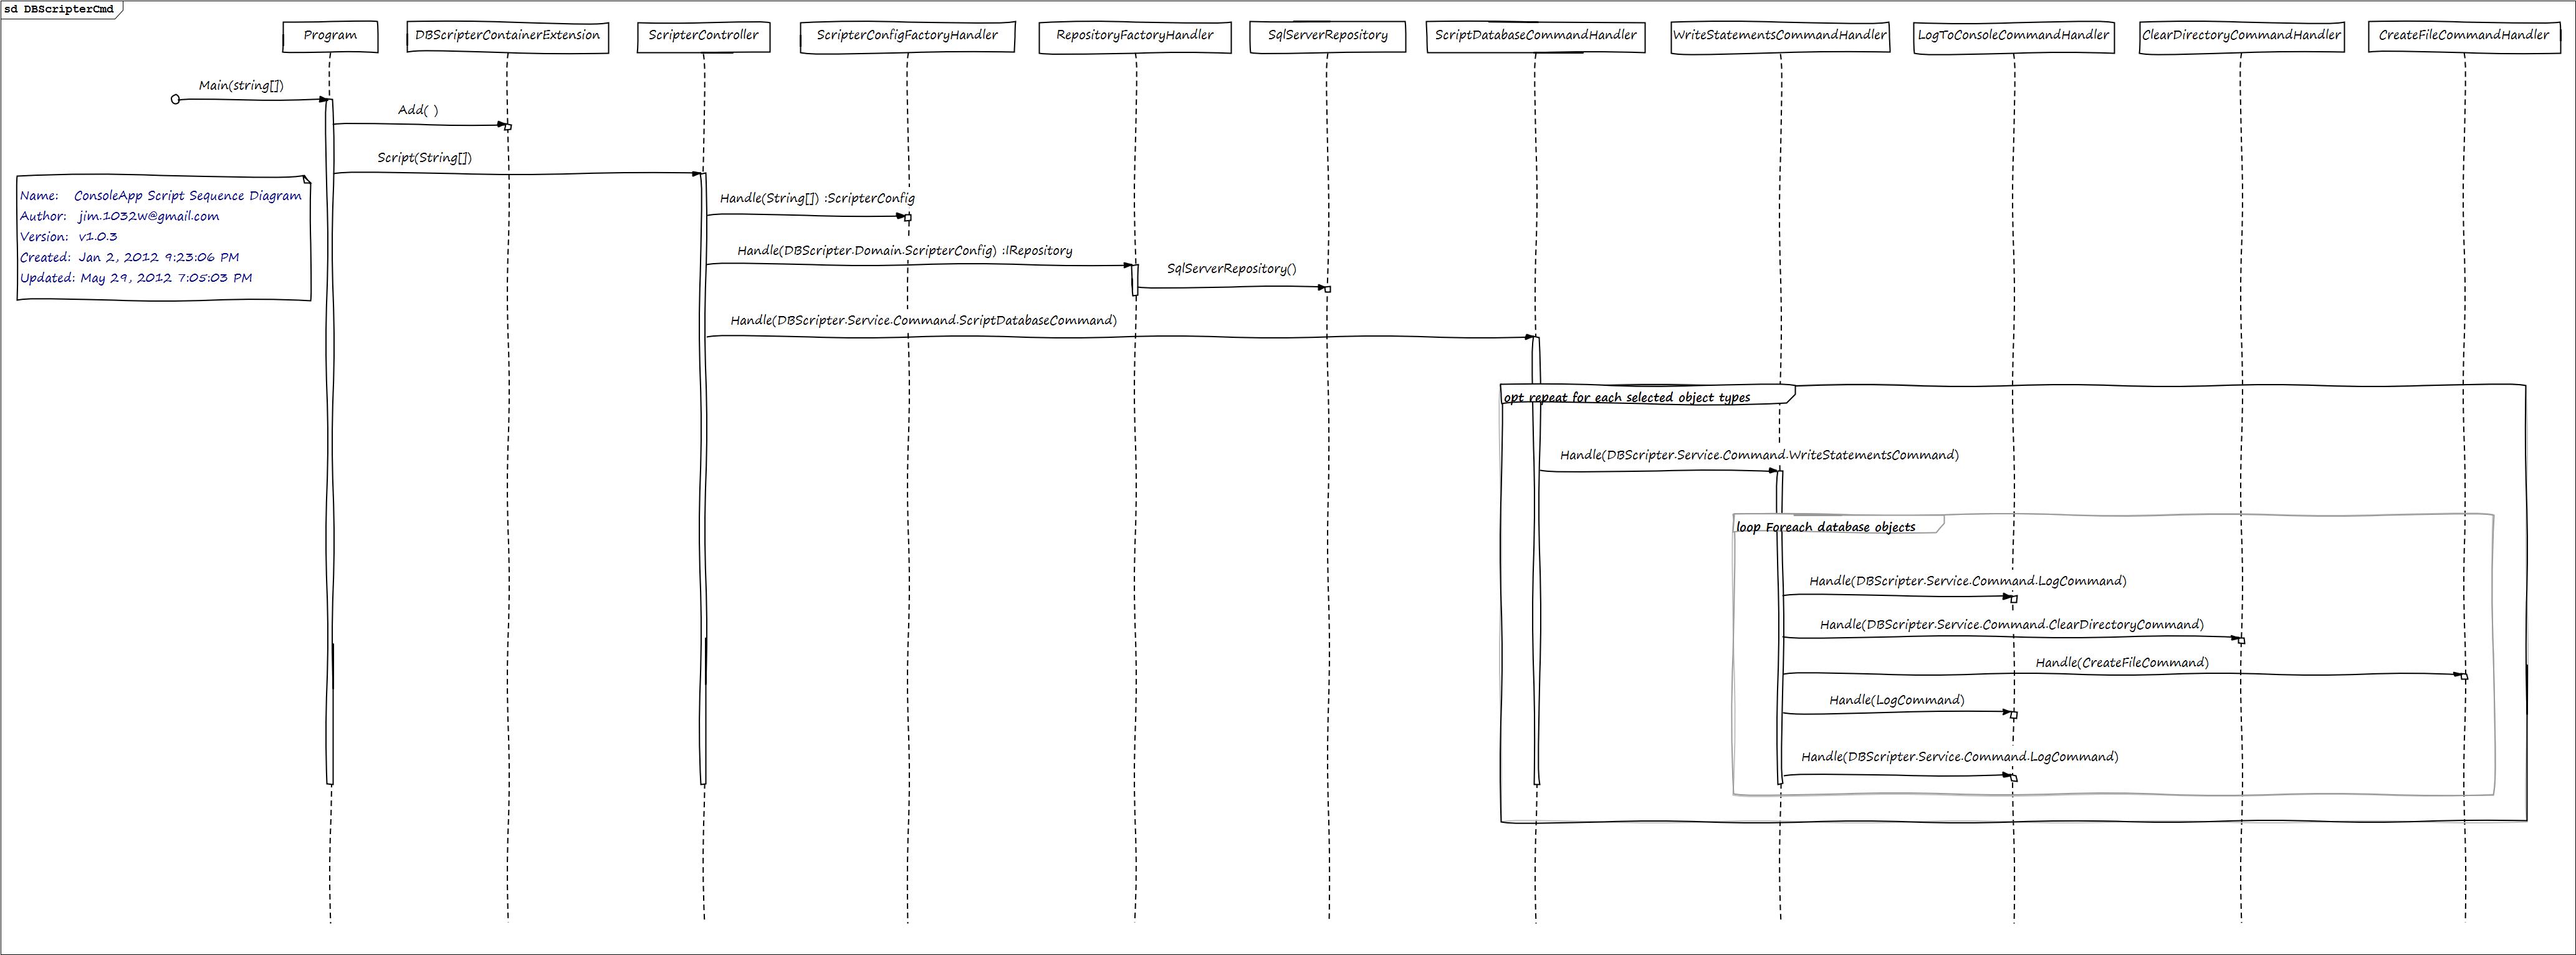 sd DBScripterCmd
Program
DBScripterContainerExtension
ScripterController
ScripterConfigFactoryHandler
RepositoryFactoryHandler
SqlServerRepository
ScriptDatabaseCommandHandler
WriteStatementsCommandHandler
LogToConsoleCommandHandler
ClearDirectoryCommandHandler
CreateFileCommandHandler
Main(string[])
Add( )
Script(String[])
Name: ConsoleApp Script Sequence Diagram
Author: jim.1032w@gmail.com
Version: v1.0.3
Created: Jan 2, 2012 9:23:06 PM
Updated: May 29, 2012 7:05:03 PM
Handle(String[]) :ScripterConfig
Handle(DBScripter.Domain.ScripterConfig) :IRepository
SqlServerRepository()
Handle(DBScripter.Service.Command.ScriptDatabaseCommand)
opt repeat for each selected object types
Handle(DBScripter.Service.Command.WriteStatementsCommand)
loop Foreach database objects
Handle(DBScripter.Service.Command.LogCommand)
Handle(DBScripter.Service.Command.ClearDirectoryCommand)
Handle(CreateFileCommand)
Handle(LogCommand)
Handle(DBScripter.Service.Command.LogCommand)